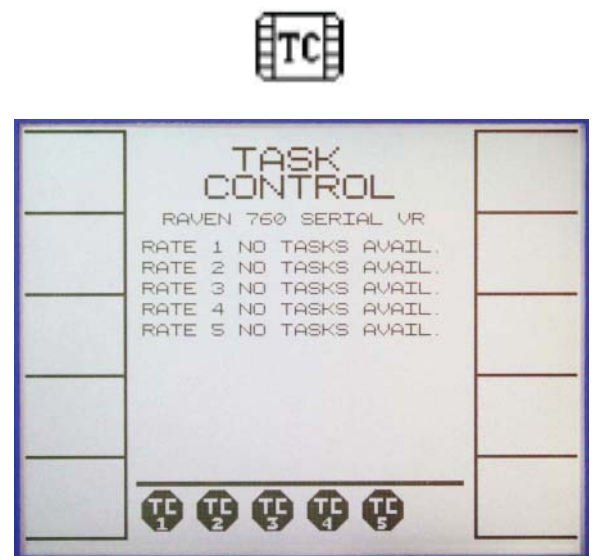 TC
TASK
CONTROL
RAVEN 760 SERIAL VR
RATE 1 NO TASKS AVAIL.
RATE 2 NO TASKS AVAIL.
RATE 3 NO TASKS AVAIL.
RATE 4 NO TASKS AVAIL.
RATE 5 NO TASKS AVAIL.
TC 1 TC 2 TC 3 TC 4 TC 5